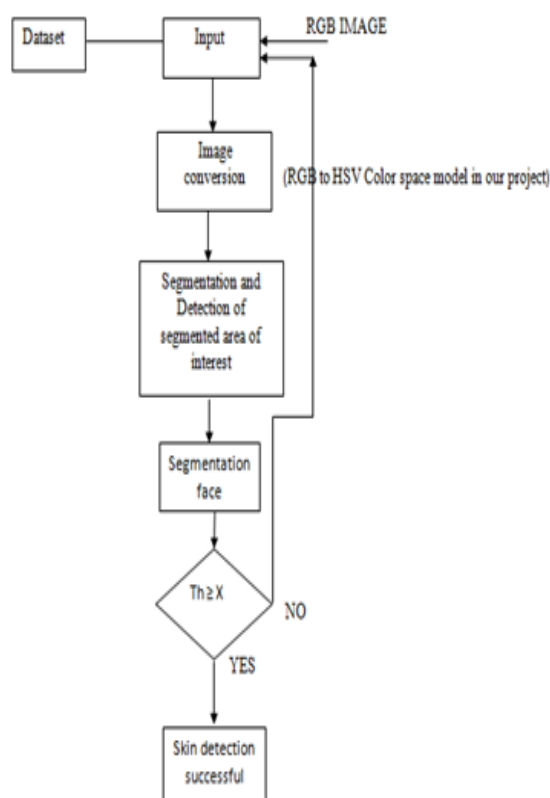 Dataset
Input
RGB IMAGE
Image
conversion
(RGB to HSV Color space model in our project)
Segmentation and
Detection of
segmented area of
interest
Segmentation
face
Th ≥ X
NO
YES
Skin detection
successful